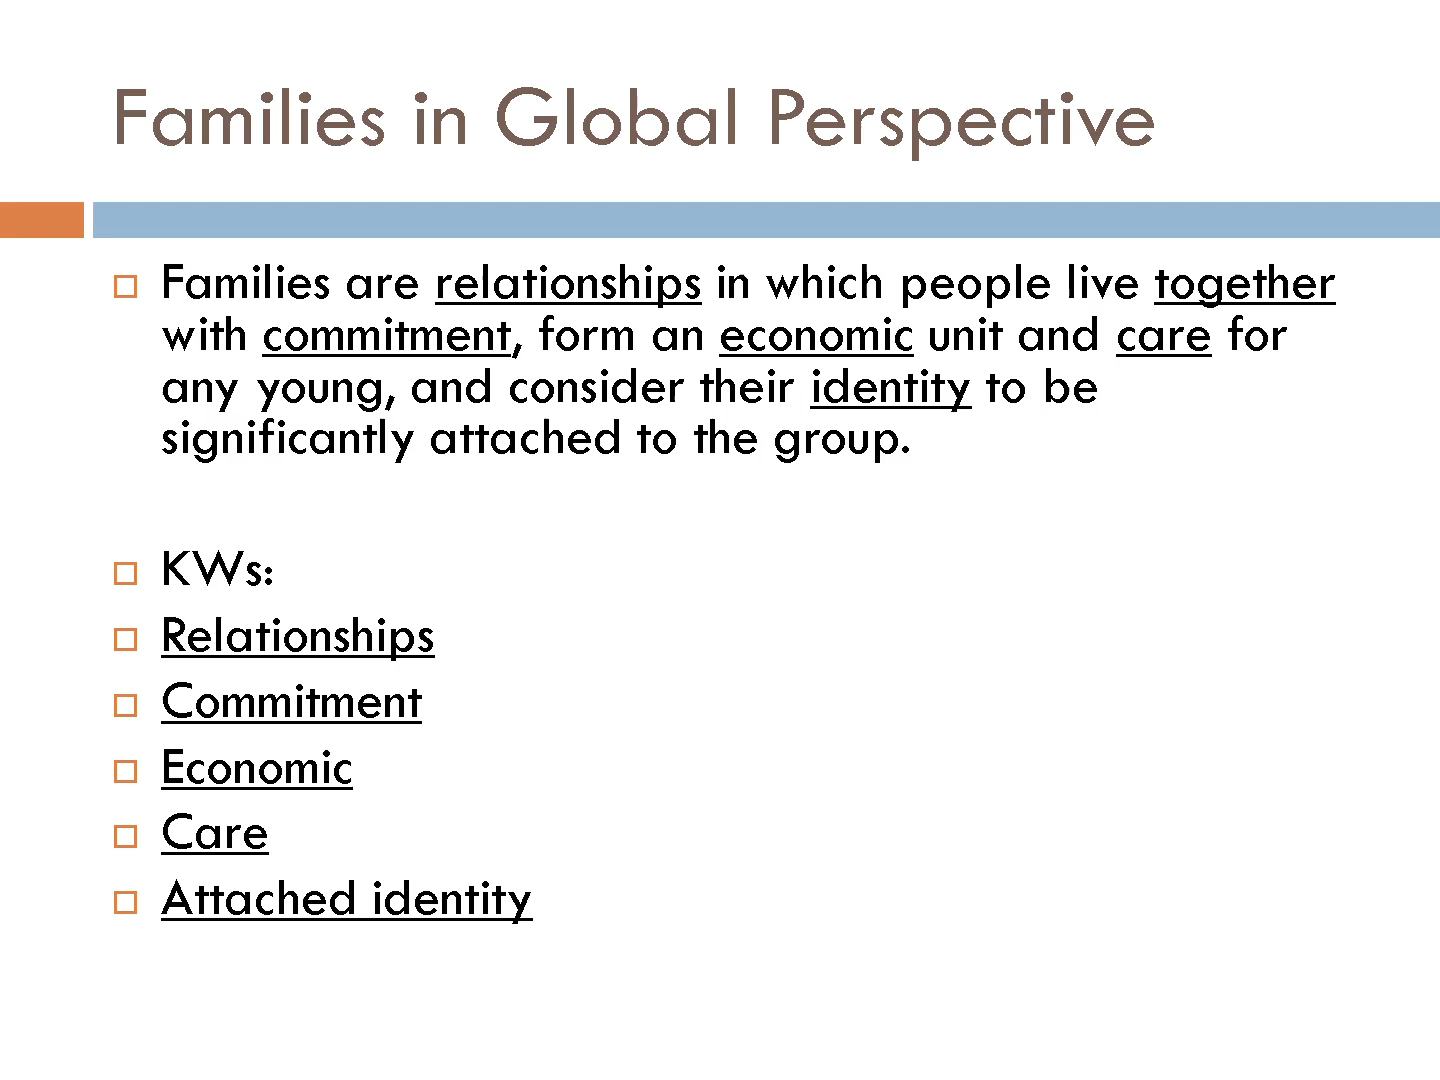 Families in Global Perspective
Families are relationships in which people live together
with commitment, form an economic unit and care for
any young, and consider their identity to be
significantly attached to the group.
KWs:
Relationships
Commitment
Economic
Care
Attached identity